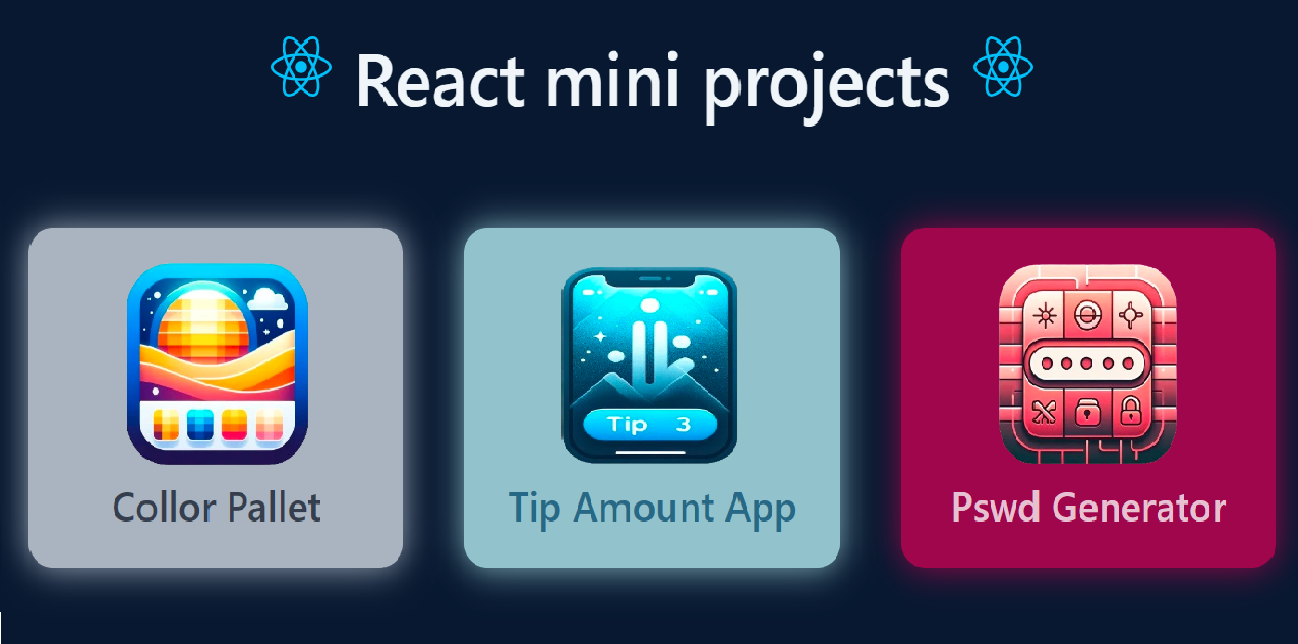 React mini projects
Tip 3
Collor Pallet
Tip Amount App
Pswd Generator